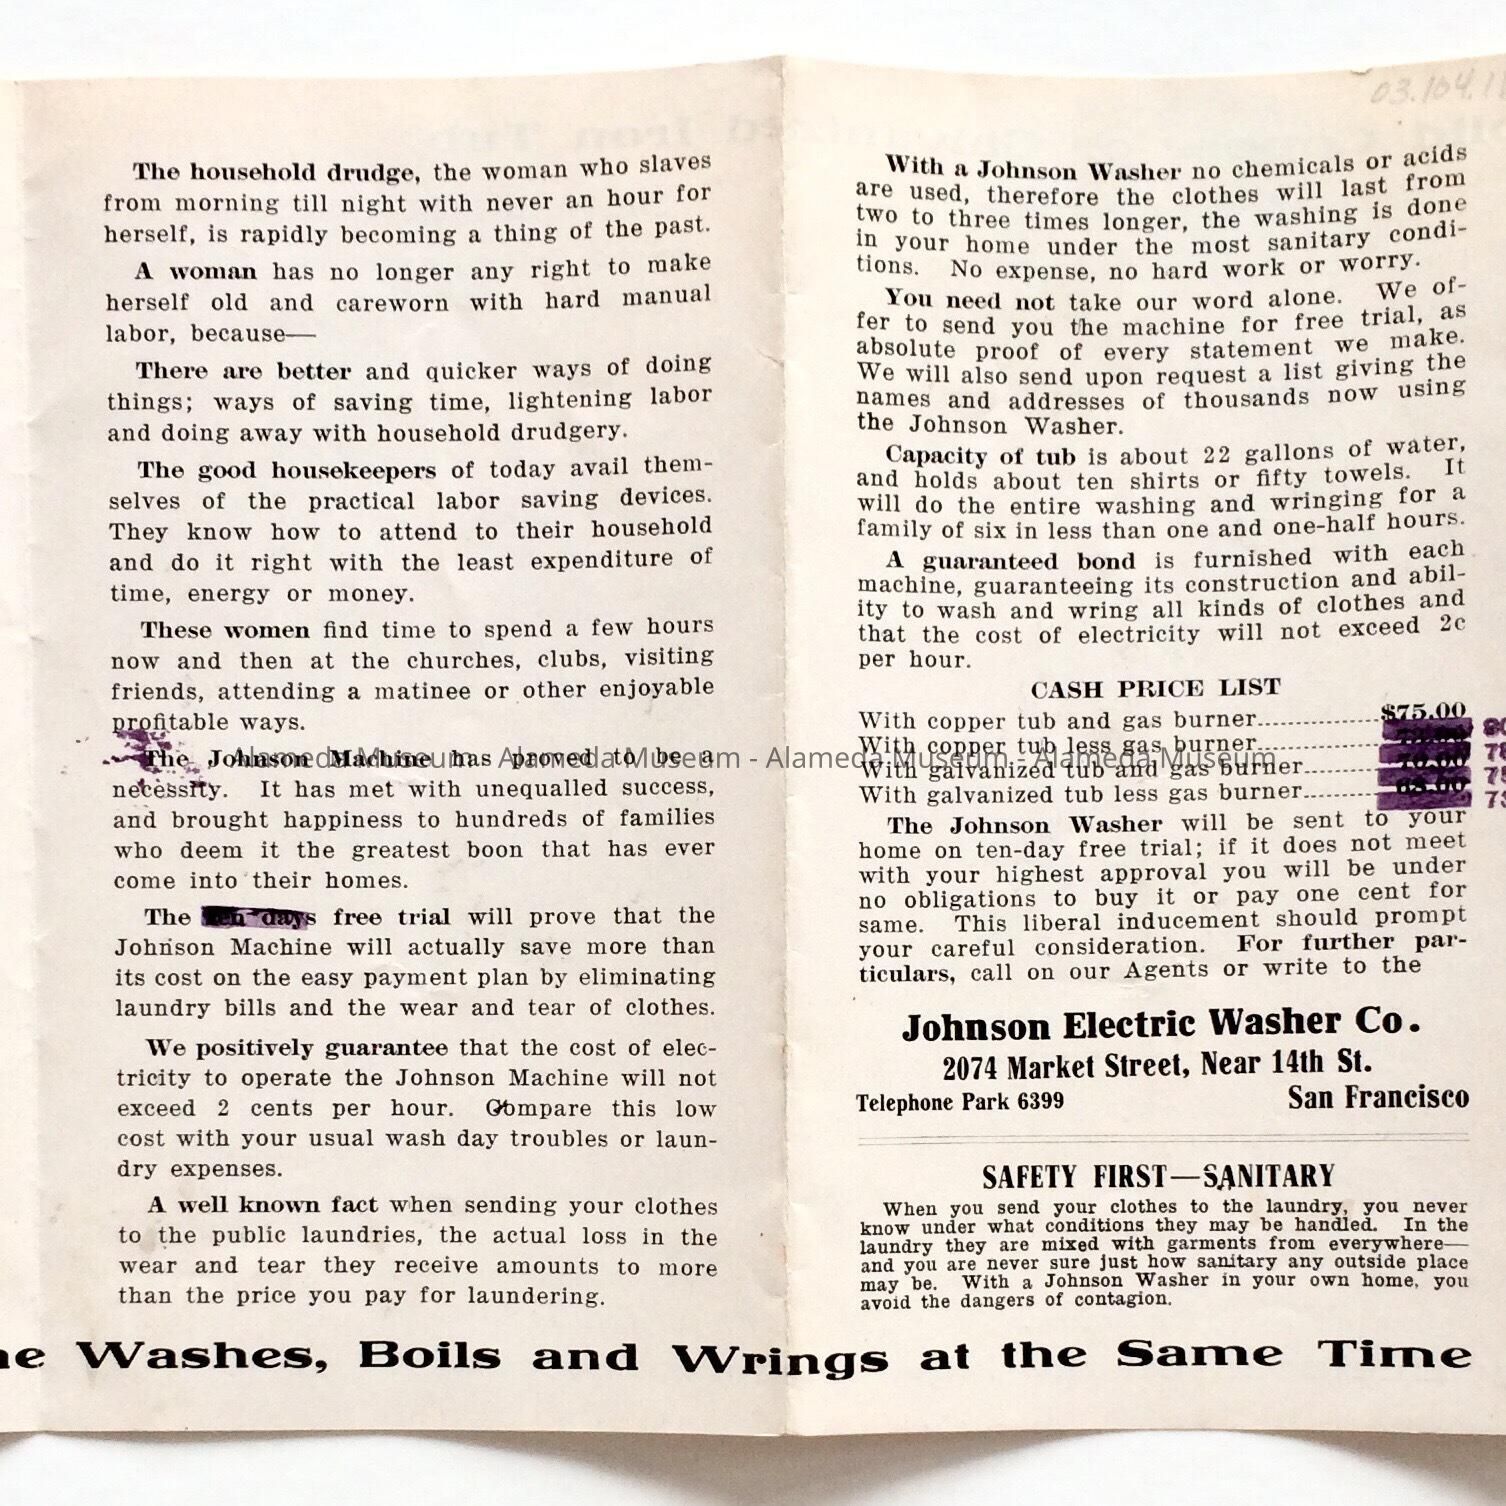 03.104.1
The household drudge, the woman who slaves
from morning till night with never an hour for
herself, is rapidly becoming a thing of the past.
A woman has no longer any right to make
herself old and careworn with hard manual
labor, because—
There are better and quicker ways of doing
things; ways of saving time, lightening labor
and doing away with household drudgery.
The good housekeepers of today avail them-
selves of the practical labor saving devices.
They know how to attend to their household
and do it right with the least expenditure of
time, energy or money.
These women find time to spend a few hours
now and then at the churches, clubs, visiting
friends, attending a matinee or other enjoyable
profitable ways.
The Johnson Machine has proved to be a
necessity. It has met with unequalled success,
and brought happiness to hundreds of families
who deem it the greatest boon that has ever
come into their homes.
The ten days free trial will prove that the
Johnson Machine will actually save more than
its cost on the easy payment plan by eliminating
laundry bills and the wear and tear of clothes.
We positively guarantee that the cost of elec-
tricity to operate the Johnson Machine will not
exceed 2 cents per hour. Compare this low
cost with your usual wash day troubles or laun-
dry expenses.
A well known fact when sending your clothes
to the public laundries, the actual loss in the
wear and tear they receive amounts to more
than the price you pay for laundering.
With a Johnson Washer no chemicals or acids
are used, therefore the clothes will last from
two to three times longer, the washing is done
in your home under the most sanitary condi-
tions. No expense, no hard work or worry.
You need not take our word alone. We of-
fer to send you the machine for free trial, as
absolute proof of every statement we make.
We will also send upon request a list giving the
names and addresses of thousands now using
the Johnson Washer.
Capacity of tub is about 22 gallons of water,
and holds about ten shirts or fifty towels. It
will do the entire washing and wringing for a
family of six in less than one and one-half hours.
A guaranteed bond is furnished with each
machine, guaranteeing its construction and abil-
ity to wash and wring all kinds of clothes and
that the cost of electricity will not exceed 2c
per hour.
CASH PRICE LIST
With copper tub and gas burner $75.00
With copper tub less gas burner
With galvanized tub and gas burner 70.00
With galvanized tub less gas burner 68.00
The Johnson Washer will be sent to your
home on ten-day free trial; if it does not meet
with your highest approval you will be under
no obligations to buy it or pay one cent for
same. This liberal inducement should prompt
your careful consideration. For further par-
ticulars, call on our Agents or write to the
Johnson Electric Washer Co.
2074 Market Street, Near 14th St.
Telephone Park 6399 San Francisco
SAFETY FIRST—SANITARY
When you send your clothes to the laundry, you never
know under what conditions they may be handled. In the
laundry they are mixed with garments from everywhere—
and you are never sure just how sanitary any outside place
may be. With a Johnson Washer in your own home, you
avoid the dangers of contagion.
ne Washes, Boils and Wrings at the Same Time
Alameda Museum - Alameda Museum - Alameda Museum - Alameda Museum